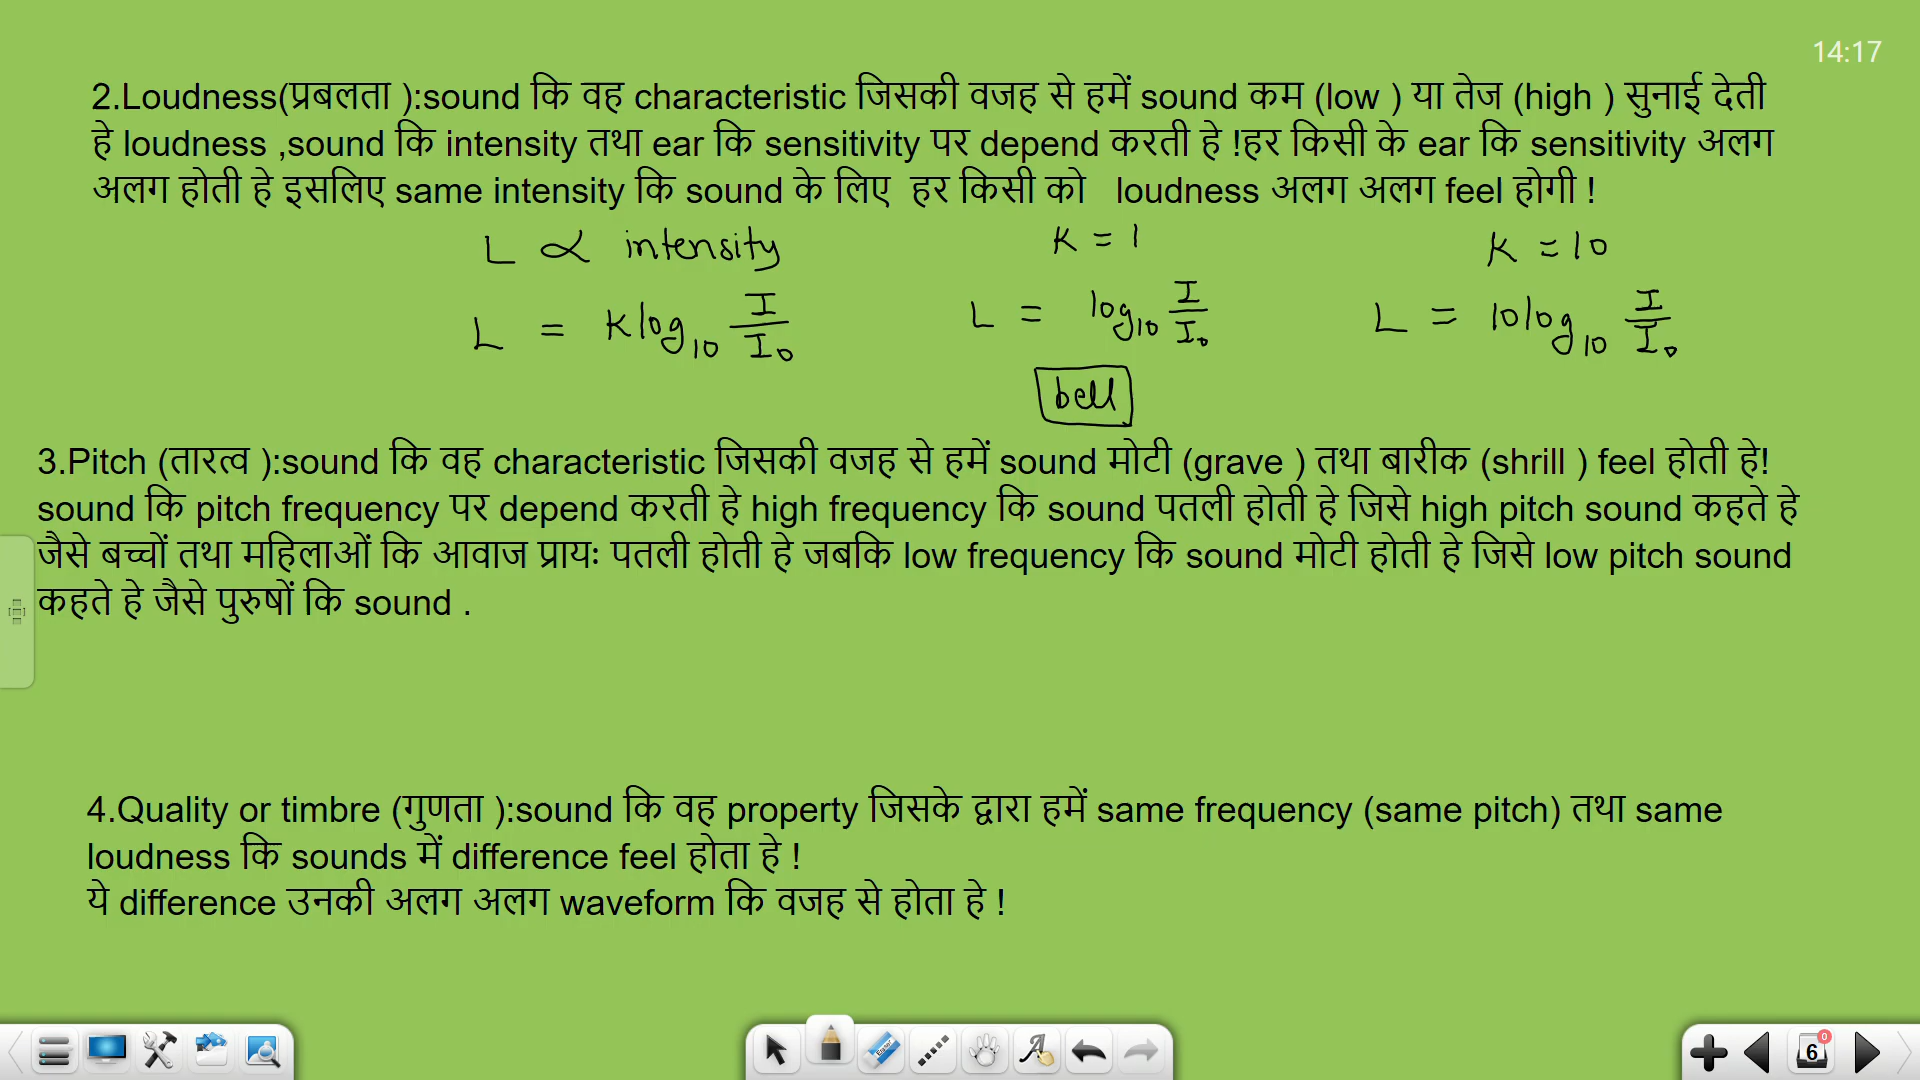 14:17
2.Loudness(प्रबलता ):sound कि वह characteristic जिसकी वजह से हमें sound कम (low ) या तेज (high ) सुनाई देती
हे loudness ,sound कि intensity तथा ear कि sensitivity पर depend करती हे !हर किसी के ear कि sensitivity अलग
अलग होती हे इसलिए same intensity कि sound के लिए हर किसी को loudness अलग अलग feel होगी !
L ∝ intensity K = 1 K = 10
L = K log₁₀ I/I₀ L = log₁₀ I/I₀ L = 10 log₁₀ I/I₀
bell
3.Pitch (तारत्व ):sound कि वह characteristic जिसकी वजह से हमें sound मोटी (grave ) तथा बारीक (shrill ) feel होती हे!
sound कि pitch frequency पर depend करती हे high frequency कि sound पतली होती हे जिसे high pitch sound कहते हे
जैसे बच्चों तथा महिलाओं कि आवाज प्रायः पतली होती हे जबकि low frequency कि sound मोटी होती हे जिसे low pitch sound
कहते हे जैसे पुरुषों कि sound .
4.Quality or timbre (गुणता ):sound कि वह property जिसके द्वारा हमें same frequency (same pitch) तथा same
loudness कि sounds में difference feel होता हे !
ये difference उनकी अलग अलग waveform कि वजह से होता हे !
6 0